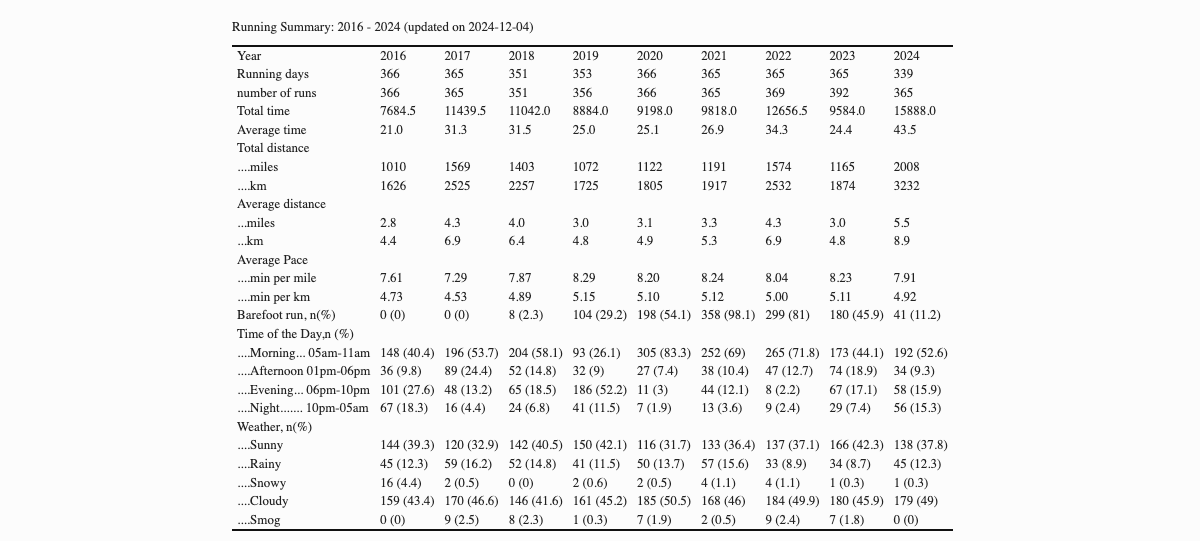 Running Summary: 2016 - 2024 (updated on 2024-12-04)
Year 2016 2017 2018 2019 2020 2021 2022 2023 2024
Running days 366 365 351 353 366 365 365 365 339
number of runs 366 365 351 356 366 365 369 392 365
Total time 7684.5 11439.5 11042.0 8884.0 9198.0 9818.0 12656.5 9584.0 15888.0
Average time 21.0 31.3 31.5 25.0 25.1 26.9 34.3 24.4 43.5
Total distance
....miles 1010 1569 1403 1072 1122 1191 1574 1165 2008
....km 1626 2525 2257 1725 1805 1917 2532 1874 3232
Average distance
...miles 2.8 4.3 4.0 3.0 3.1 3.3 4.3 3.0 5.5
...km 4.4 6.9 6.4 4.8 4.9 5.3 6.9 4.8 8.9
Average Pace
....min per mile 7.61 7.29 7.87 8.29 8.20 8.24 8.04 8.23 7.91
....min per km 4.73 4.53 4.89 5.15 5.10 5.12 5.00 5.11 4.92
Barefoot run, n(%) 0 (0) 0 (0) 8 (2.3) 104 (29.2) 198 (54.1) 358 (98.1) 299 (81) 180 (45.9) 41 (11.2)
Time of the Day,n (%)
....Morning... 05am-11am 148 (40.4) 196 (53.7) 204 (58.1) 93 (26.1) 305 (83.3) 252 (69) 265 (71.8) 173 (44.1) 192 (52.6)
....Afternoon 01pm-06pm 36 (9.8) 89 (24.4) 52 (14.8) 32 (9) 27 (7.4) 38 (10.4) 47 (12.7) 74 (18.9) 34 (9.3)
....Evening... 06pm-10pm 101 (27.6) 48 (13.2) 65 (18.5) 186 (52.2) 11 (3) 44 (12.1) 8 (2.2) 67 (17.1) 58 (15.9)
....Night....... 10pm-05am 67 (18.3) 16 (4.4) 24 (6.8) 41 (11.5) 7 (1.9) 13 (3.6) 9 (2.4) 29 (7.4) 56 (15.3)
Weather, n(%)
....Sunny 144 (39.3) 120 (32.9) 142 (40.5) 150 (42.1) 116 (31.7) 133 (36.4) 137 (37.1) 166 (42.3) 138 (37.8)
....Rainy 45 (12.3) 59 (16.2) 52 (14.8) 41 (11.5) 50 (13.7) 57 (15.6) 33 (8.9) 34 (8.7) 45 (12.3)
....Snowy 16 (4.4) 2 (0.5) 0 (0) 2 (0.6) 2 (0.5) 4 (1.1) 4 (1.1) 1 (0.3) 1 (0.3)
....Cloudy 159 (43.4) 170 (46.6) 146 (41.6) 161 (45.2) 185 (50.5) 168 (46) 184 (49.9) 180 (45.9) 179 (49)
....Smog 0 (0) 9 (2.5) 8 (2.3) 1 (0.3) 7 (1.9) 2 (0.5) 9 (2.4) 7 (1.8) 0 (0)